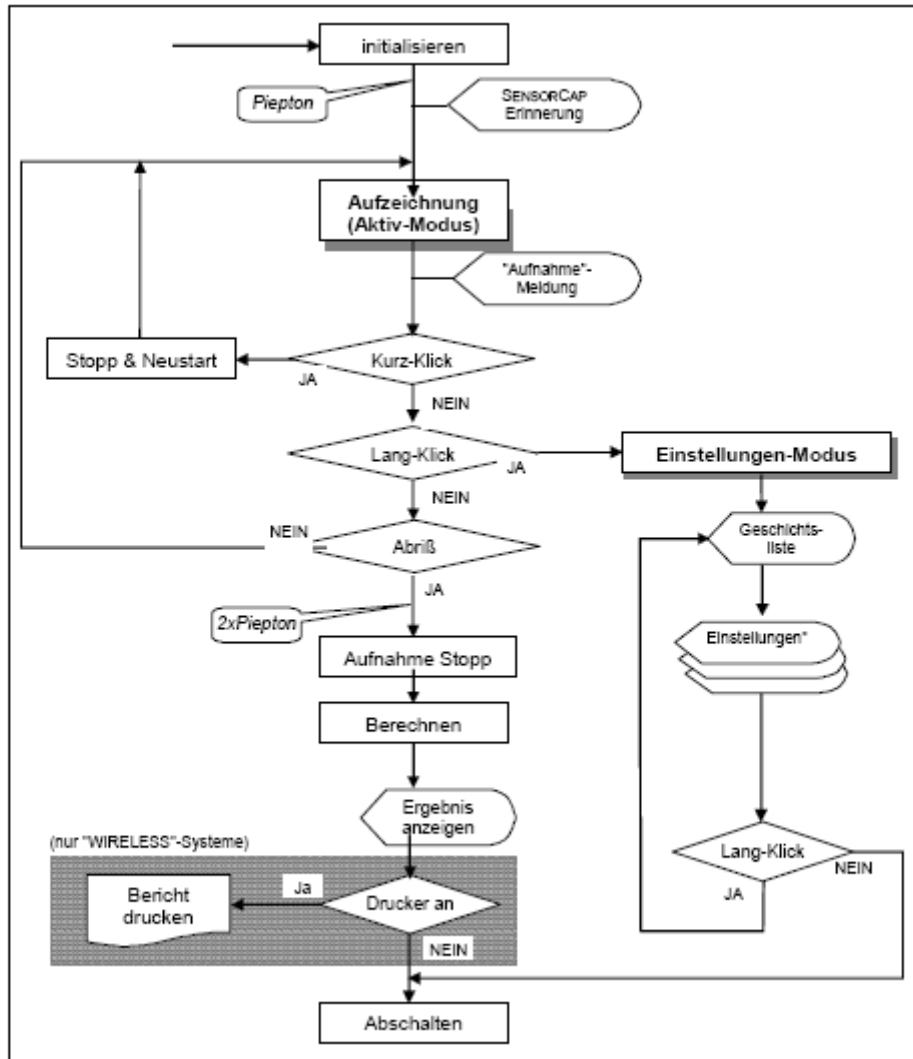 initialisieren
Piepton
SENSORCAP
Erinnerung
Aufzeichnung
(Aktiv-Modus)
"Aufnahme"-
Meldung
Stopp & Neustart
Kurz-Klick
JA
NEIN
Lang-Klick
JA
Einstellungen-Modus
NEIN
NEIN
Abriß
Geschichts-
liste
JA
2xPiepton
Einstellungen*
Aufnahme Stopp
Berechnen
Ergebnis
anzeigen
(nur "WIRELESS"-Systeme)
Lang-Klick
NEIN
JA
Ja
Bericht
drucken
Drucker an
NEIN
Abschalten